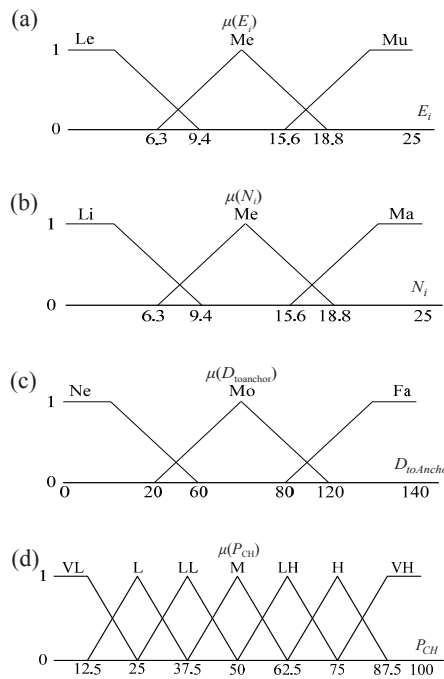 (a)
μ(E_i)
Le Me Mu
1
0
E_i
6.3 9.4 15.6 18.8 25
(b)
μ(N_i)
Li Me Ma
1
0
N_i
6.3 9.4 15.6 18.8 25
(c)
μ(D_toanchor)
Ne Mo Fa
1
D_toAncho
0 20 60 80 120 140
(d)
μ(P_CH)
VL L LL M LH H VH
1
0
P_CH
12.5 25 37.5 50 62.5 75 87.5 100